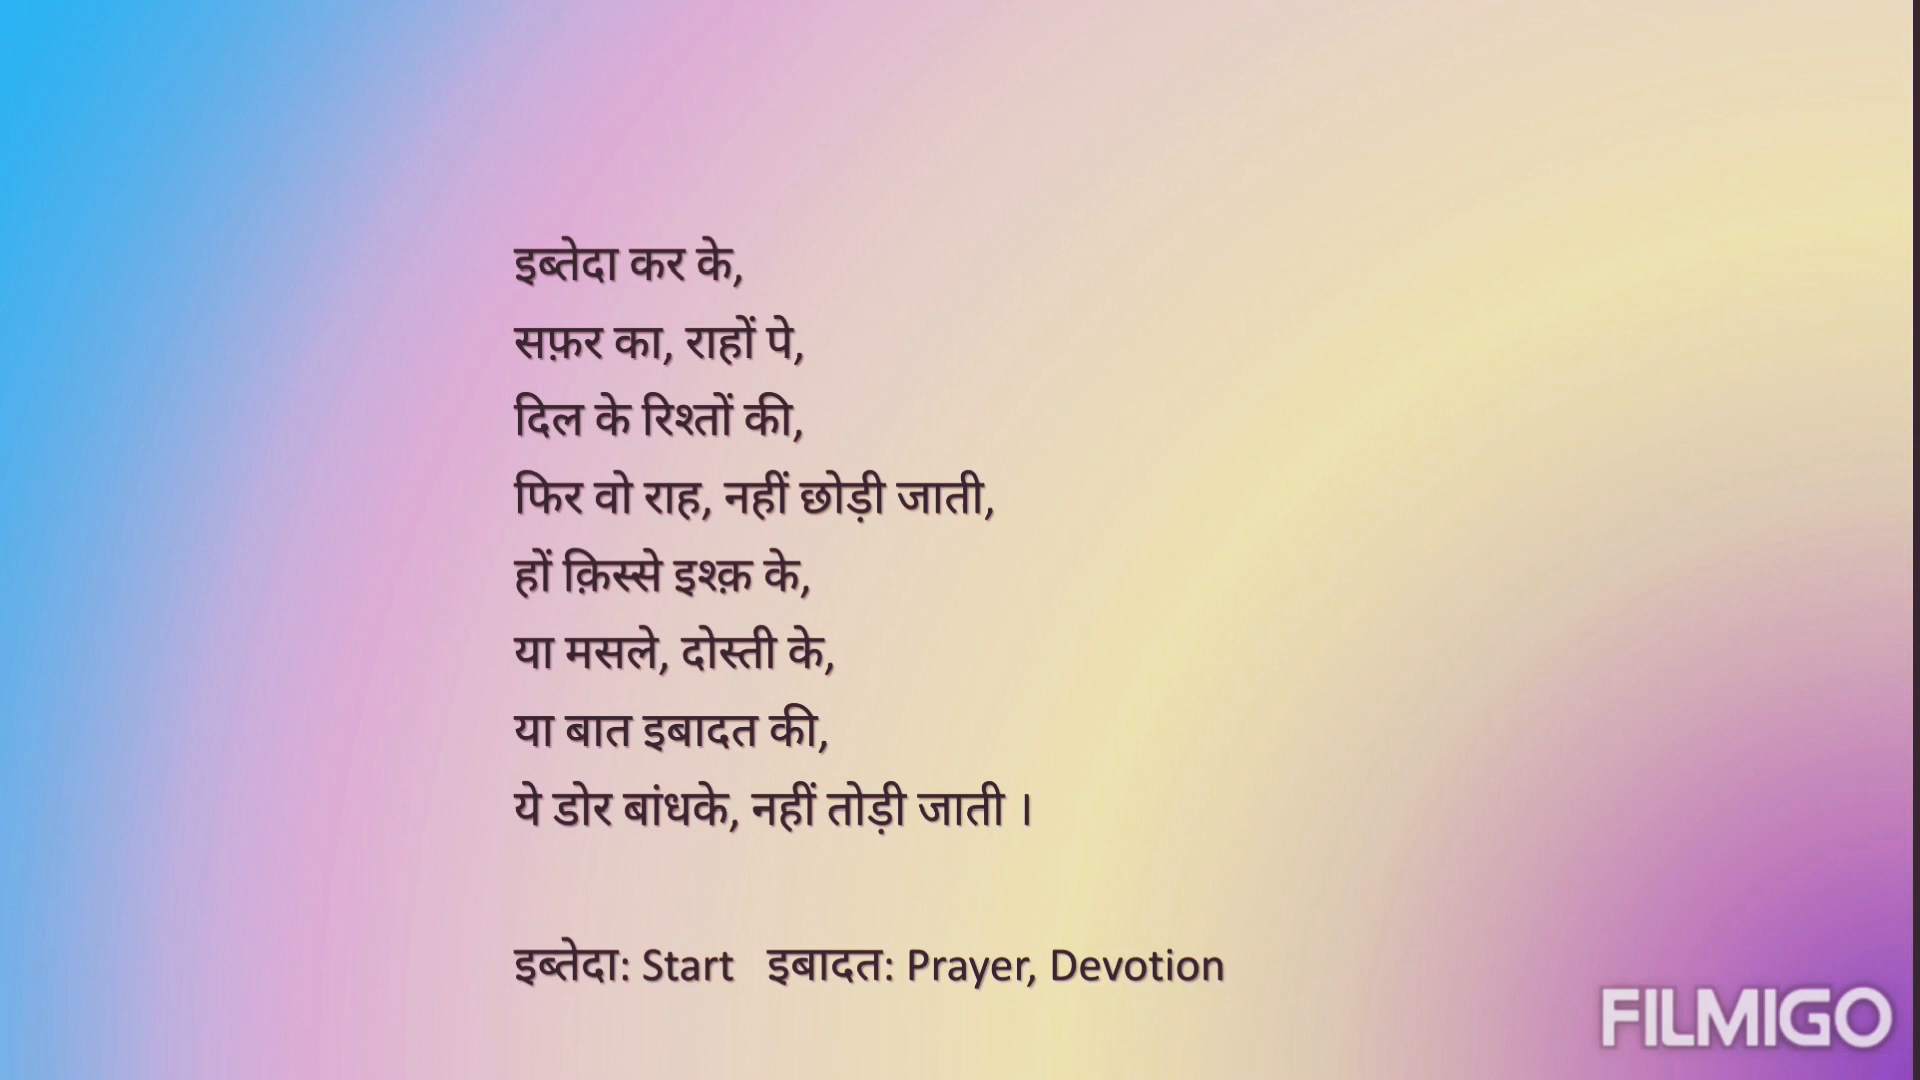 इब्तेदा कर के,
सफ़र का, राहों पे,
दिल के रिश्तों की,
फिर वो राह, नहीं छोड़ी जाती,
हों क़िस्से इश्क़ के,
या मसले, दोस्ती के,
या बात इबादत की,
ये डोर बांधके, नहीं तोड़ी जाती ।
इब्तेदा: Start   इबादत: Prayer, Devotion
FILMIGO